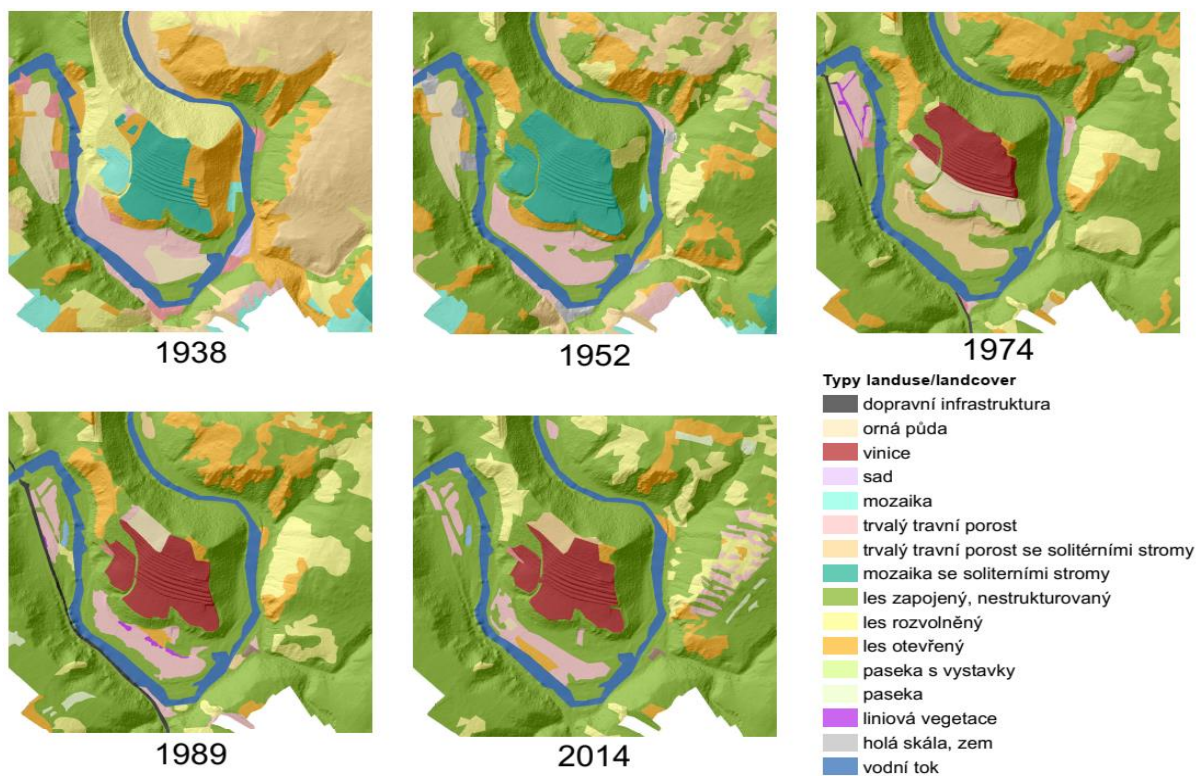 1938
1952
1974
Typy landuse/landcover
dopravní infrastruktura
orná půda
vinice
sad
mozaika
trvalý travní porost
trvalý travní porost se solitérními stromy
mozaika se soliterními stromy
les zapojený, nestrukturovaný
les rozvolněný
les otevřený
paseka s vystavky
paseka
liniová vegetace
holá skála, zem
vodní tok
1989
2014